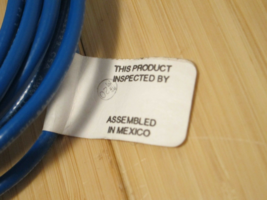 THIS PRODUCT
INSPECTED BY
ASSEMBLED
IN MEXICO